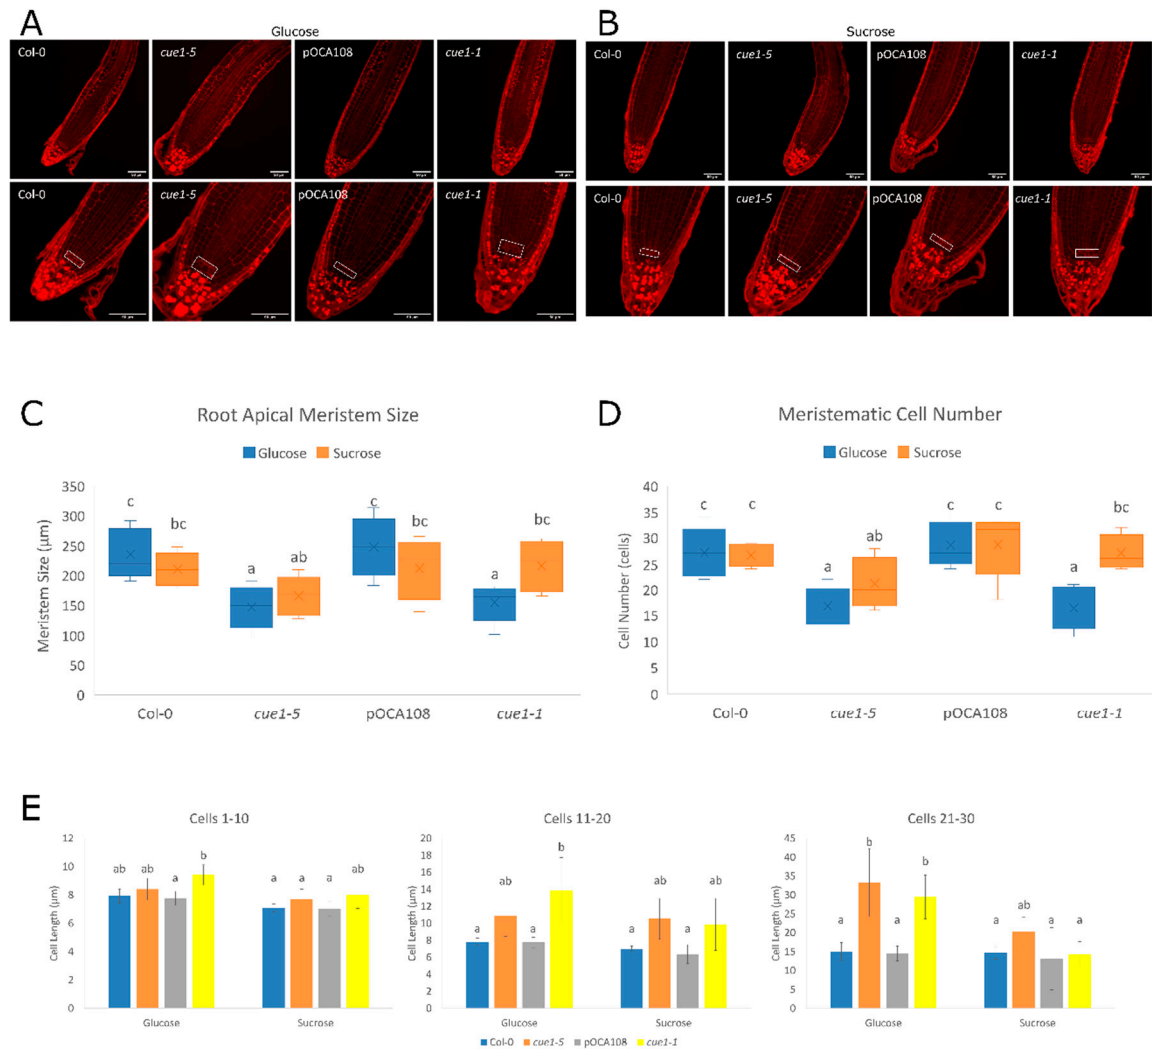 A
Glucose
Col-0 cue1-5 pOCA108 cue1-1
Col-0 cue1-5 pOCA108 cue1-1
B
Sucrose
Col-0 cue1-5 pOCA108 cue1-1
Col-0 cue1-5 pOCA108 cue1-1
C
Root Apical Meristem Size
Glucose Sucrose
Meristem Size (µm)
350
300
250
200
150
100
50
0
c bc a ab c bc a bc
Col-0 cue1-5 pOCA108 cue1-1
D
Meristematic Cell Number
Glucose Sucrose
Cell Number (cells)
40
35
30
25
20
15
10
5
0
c c a ab c c a bc
Col-0 cue1-5 pOCA108 cue1-1
E
Cells 1-10
Cell Length (µm)
12
10
8
6
4
2
0
ab ab a b a a a ab
Glucose Sucrose
Cells 11-20
Cell Length (µm)
20
18
16
14
12
10
8
6
4
2
0
a ab a b a ab a ab
Glucose Sucrose
Cells 21-30
Cell Length (µm)
45
40
35
30
25
20
15
10
5
0
a b a b a ab a a
Glucose Sucrose
Col-0 cue1-5 pOCA108 cue1-1